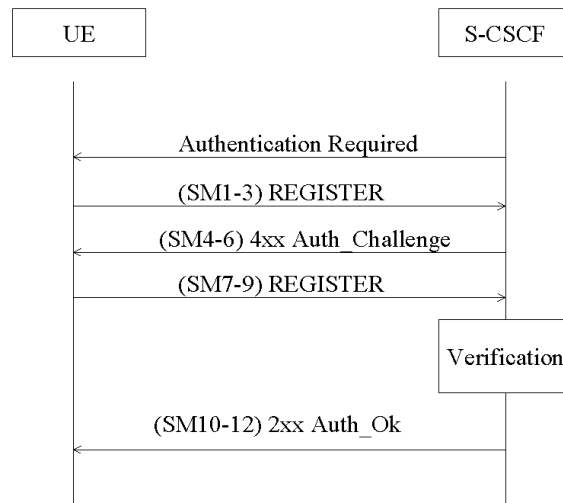 UE
S-CSCF
Authentication Required
(SM1-3) REGISTER
(SM4-6) 4xx Auth_Challenge
(SM7-9) REGISTER
Verification
(SM10-12) 2xx Auth_Ok